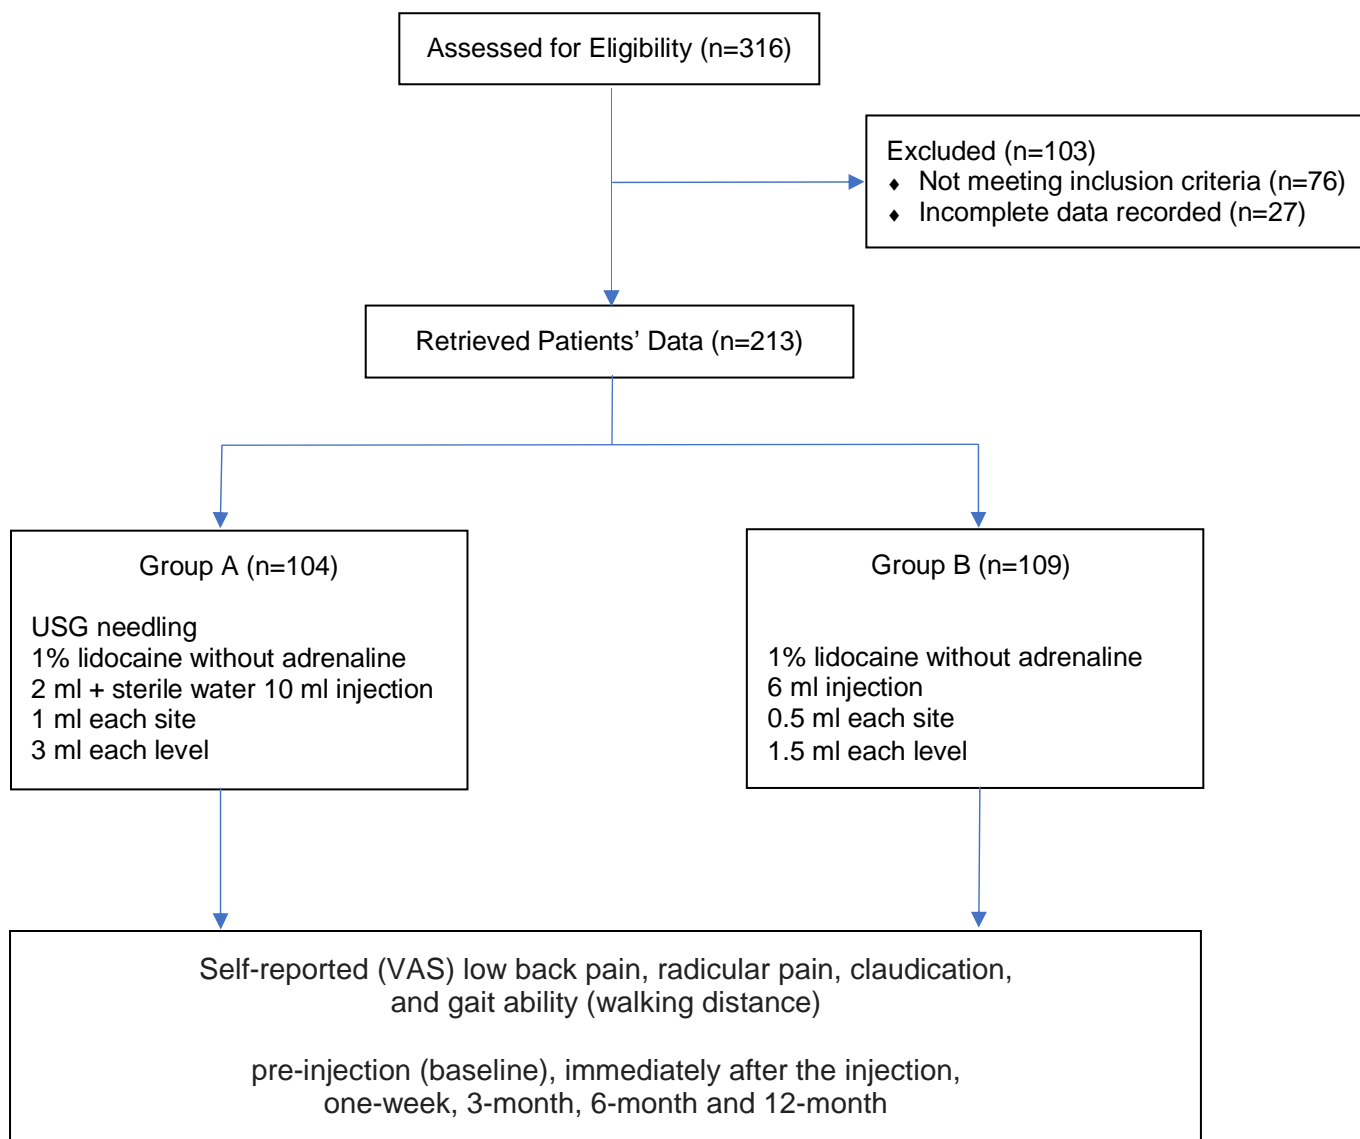 Assessed for Eligibility (n=316)
Excluded (n=103)
♦ Not meeting inclusion criteria (n=76)
♦ Incomplete data recorded (n=27)
Retrieved Patients’ Data (n=213)
Group A (n=104)
USG needling
1% lidocaine without adrenaline
2 ml + sterile water 10 ml injection
1 ml each site
3 ml each level
Group B (n=109)
1% lidocaine without adrenaline
6 ml injection
0.5 ml each site
1.5 ml each level
Self-reported (VAS) low back pain, radicular pain, claudication,
and gait ability (walking distance)
pre-injection (baseline), immediately after the injection,
one-week, 3-month, 6-month and 12-month